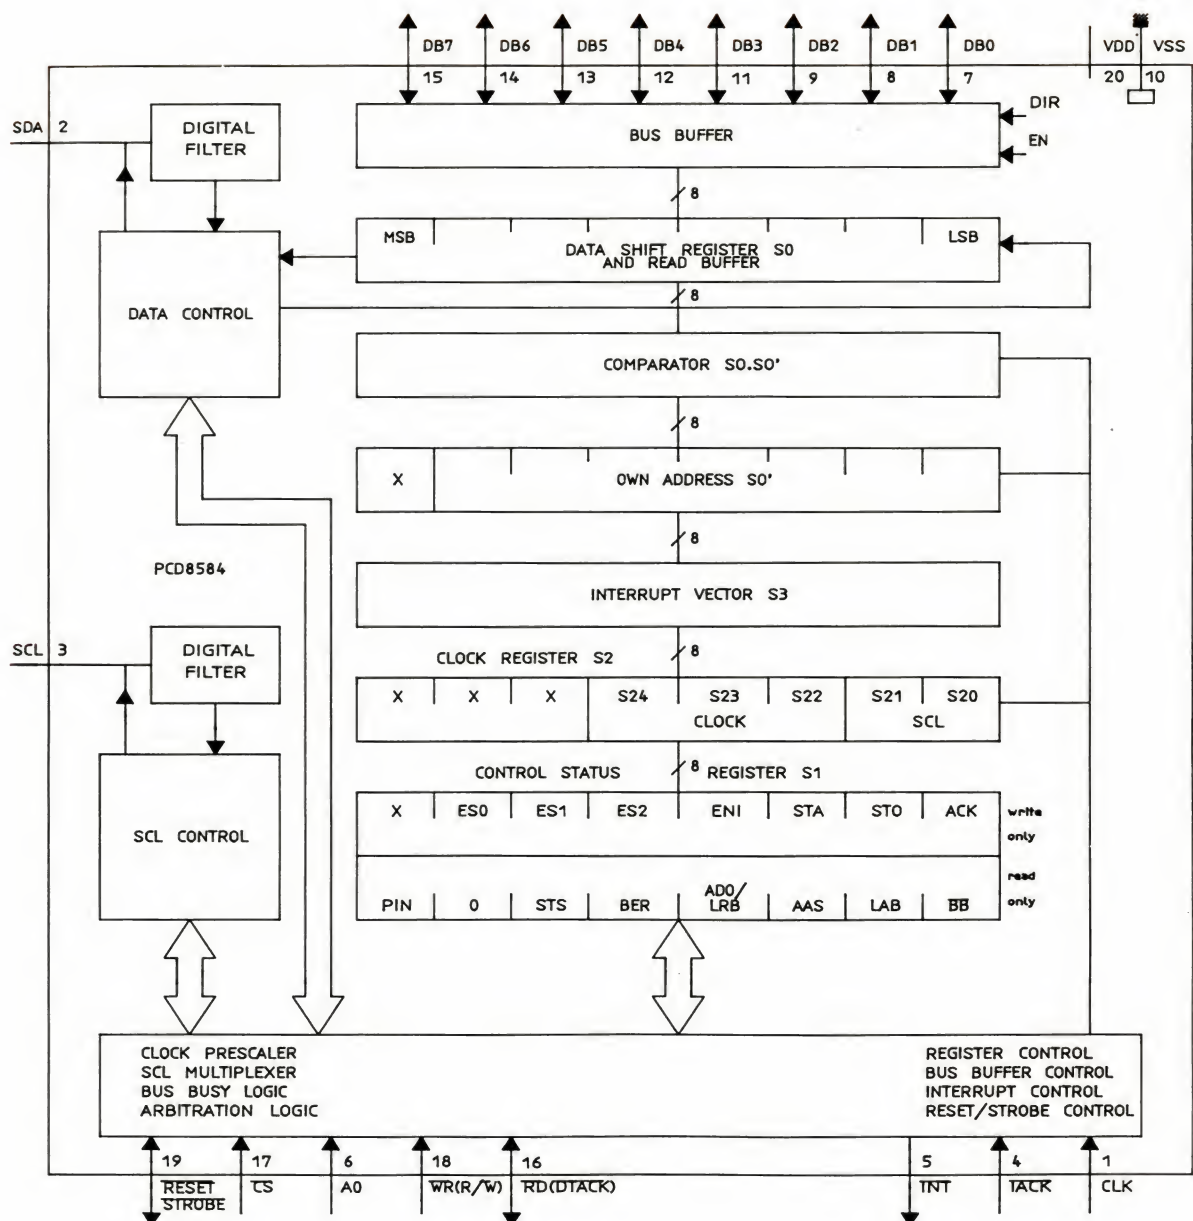 DB7 DB6 DB5 DB4 DB3 DB2 DB1 DB0 VDD VSS
15 14 13 12 11 9 8 7 20 10
SDA 2
DIGITAL
FILTER
BUS BUFFER
DIR
EN
8
MSB LSB
DATA SHIFT REGISTER S0
AND READ BUFFER
8
DATA CONTROL
COMPARATOR S0.S0'
8
X OWN ADDRESS S0'
8
PCD8584
INTERRUPT VECTOR S3
SCL 3
DIGITAL
FILTER
CLOCK REGISTER S2 8
X X X S24 S23 S22 S21 S20
CLOCK SCL
CONTROL STATUS 8 REGISTER S1
X ES0 ES1 ES2 ENI STA STO ACK write
only
SCL CONTROL
read
PIN 0 STS BER AD0/ AAS LAB B̅B̅ only
LRB
CLOCK PRESCALER
SCL MULTIPLEXER
BUS BUSY LOGIC
ARBITRATION LOGIC
REGISTER CONTROL
BUS BUFFER CONTROL
INTERRUPT CONTROL
RESET/STROBE CONTROL
19 17 6 18 16 5 4 1
RESET CS A0 WR(R/W) RD(DTACK) INT IACK CLK
STROBE